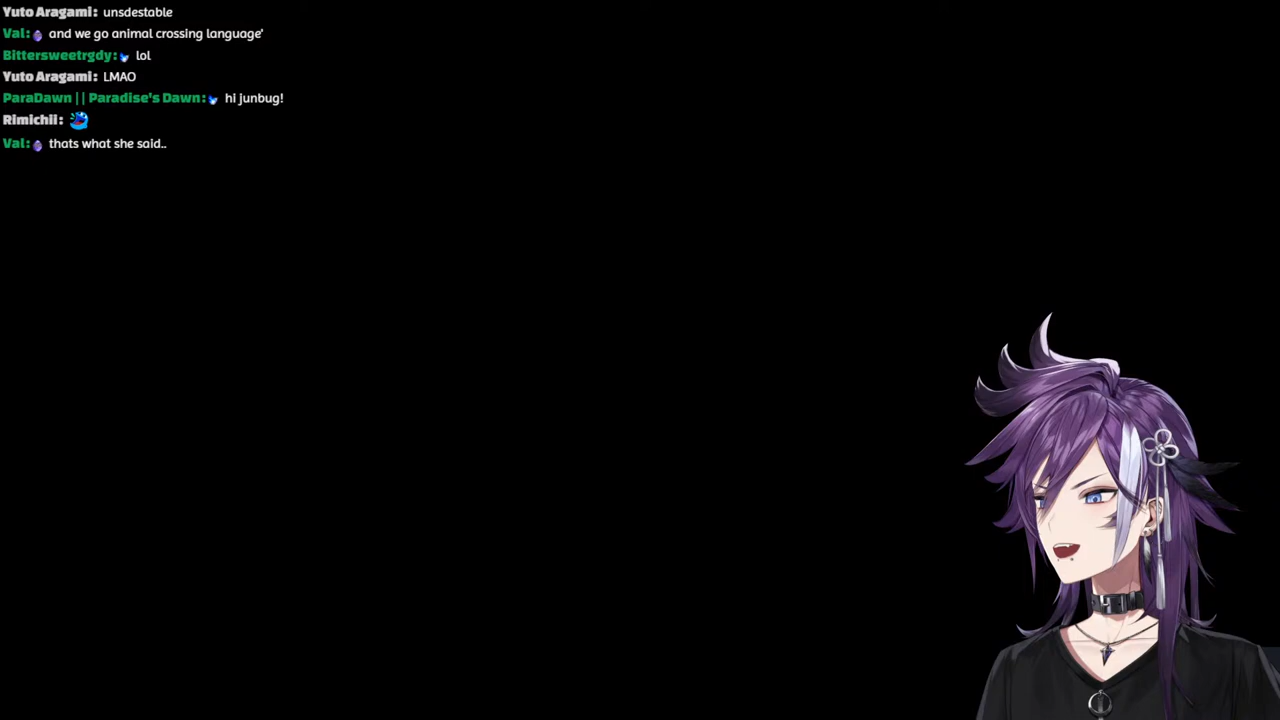 Yuto Aragami: unsdestable
Val: and we go animal crossing language'
Bittersweetrgdy: lol
Yuto Aragami: LMAO
ParaDawn || Paradise's Dawn: hi junbug!
Rimichii:
Val: thats what she said..